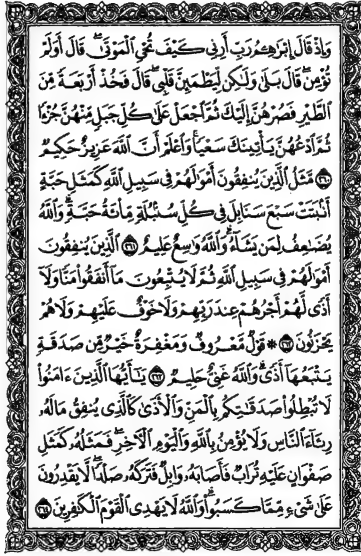 وَإِذْ قَالَ إِبْرَٰهِۦمُ رَبِّ أَرِنِى كَيْفَ تُحْىِ ٱلْمَوْتَىٰ ۖ قَالَ أَوَلَمْ
تُؤْمِن ۖ قَالَ بَلَىٰ وَلَٰكِن لِّيَطْمَئِنَّ قَلْبِى ۖ قَالَ فَخُذْ أَرْبَعَةً مِّنَ
ٱلطَّيْرِ فَصُرْهُنَّ إِلَيْكَ ثُمَّ ٱجْعَلْ عَلَىٰ كُلِّ جَبَلٍ مِّنْهُنَّ جُزْءًا
ثُمَّ ٱدْعُهُنَّ يَأْتِينَكَ سَعْيًا ۚ وَٱعْلَمْ أَنَّ ٱللَّهَ عَزِيزٌ حَكِيمٌ
٢٦٠ مَّثَلُ ٱلَّذِينَ يُنفِقُونَ أَمْوَٰلَهُمْ فِى سَبِيلِ ٱللَّهِ كَمَثَلِ حَبَّةٍ
أَنۢبَتَتْ سَبْعَ سَنَابِلَ فِى كُلِّ سُنۢبُلَةٍ مِّا۟ئَةُ حَبَّةٍ ۗ وَٱللَّهُ
يُضَٰعِفُ لِمَن يَشَآءُ ۗ وَٱللَّهُ وَٰسِعٌ عَلِيمٌ ٢٦١ ٱلَّذِينَ يُنفِقُونَ
أَمْوَٰلَهُمْ فِى سَبِيلِ ٱللَّهِ ثُمَّ لَا يُتْبِعُونَ مَآ أَنفَقُوا۟ مَنًّا وَلَآ
أَذًى ۙ لَّهُمْ أَجْرُهُمْ عِندَ رَبِّهِمْ وَلَا خَوْفٌ عَلَيْهِمْ وَلَا هُمْ
يَحْزَنُونَ ٢٦٢ ۞ قَوْلٌ مَّعْرُوفٌ وَمَغْفِرَةٌ خَيْرٌ مِّن صَدَقَةٍ
يَتْبَعُهَآ أَذًى ۗ وَٱللَّهُ غَنِىٌّ حَلِيمٌ ٢٦٣ يَٰٓأَيُّهَا ٱلَّذِينَ ءَامَنُوا۟
لَا تُبْطِلُوا۟ صَدَقَٰتِكُم بِٱلْمَنِّ وَٱلْأَذَىٰ كَٱلَّذِى يُنفِقُ مَالَهُۥ
رِئَآءَ ٱلنَّاسِ وَلَا يُؤْمِنُ بِٱللَّهِ وَٱلْيَوْمِ ٱلْءَاخِرِ ۖ فَمَثَلُهُۥ كَمَثَلِ
صَفْوَانٍ عَلَيْهِ تُرَابٌ فَأَصَابَهُۥ وَابِلٌ فَتَرَكَهُۥ صَلْدًا ۖ لَّا يَقْدِرُونَ
عَلَىٰ شَىْءٍ مِّمَّا كَسَبُوا۟ ۗ وَٱللَّهُ لَا يَهْدِى ٱلْقَوْمَ ٱلْكَٰفِرِينَ ٢٦٤